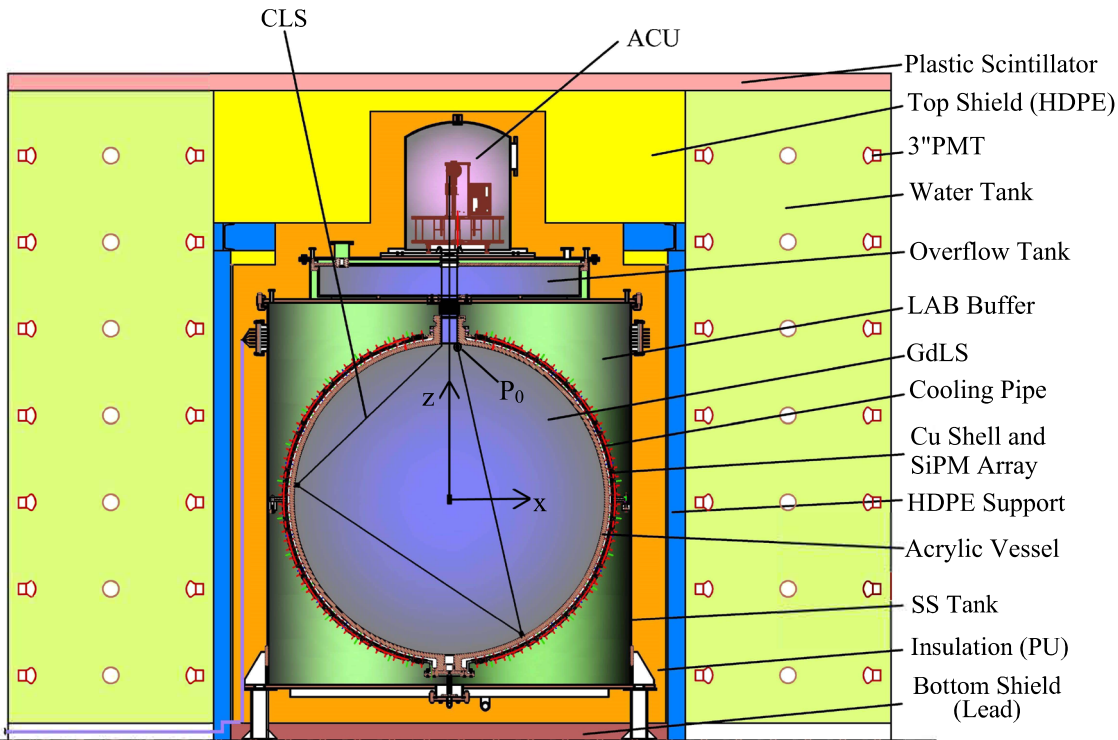 CLS
ACU
Plastic Scintillator
Top Shield (HDPE)
3"PMT
Water Tank
Overflow Tank
LAB Buffer
GdLS
Cooling Pipe
Cu Shell and
SiPM Array
HDPE Support
Acrylic Vessel
SS Tank
Insulation (PU)
Bottom Shield
(Lead)
P0
z
x